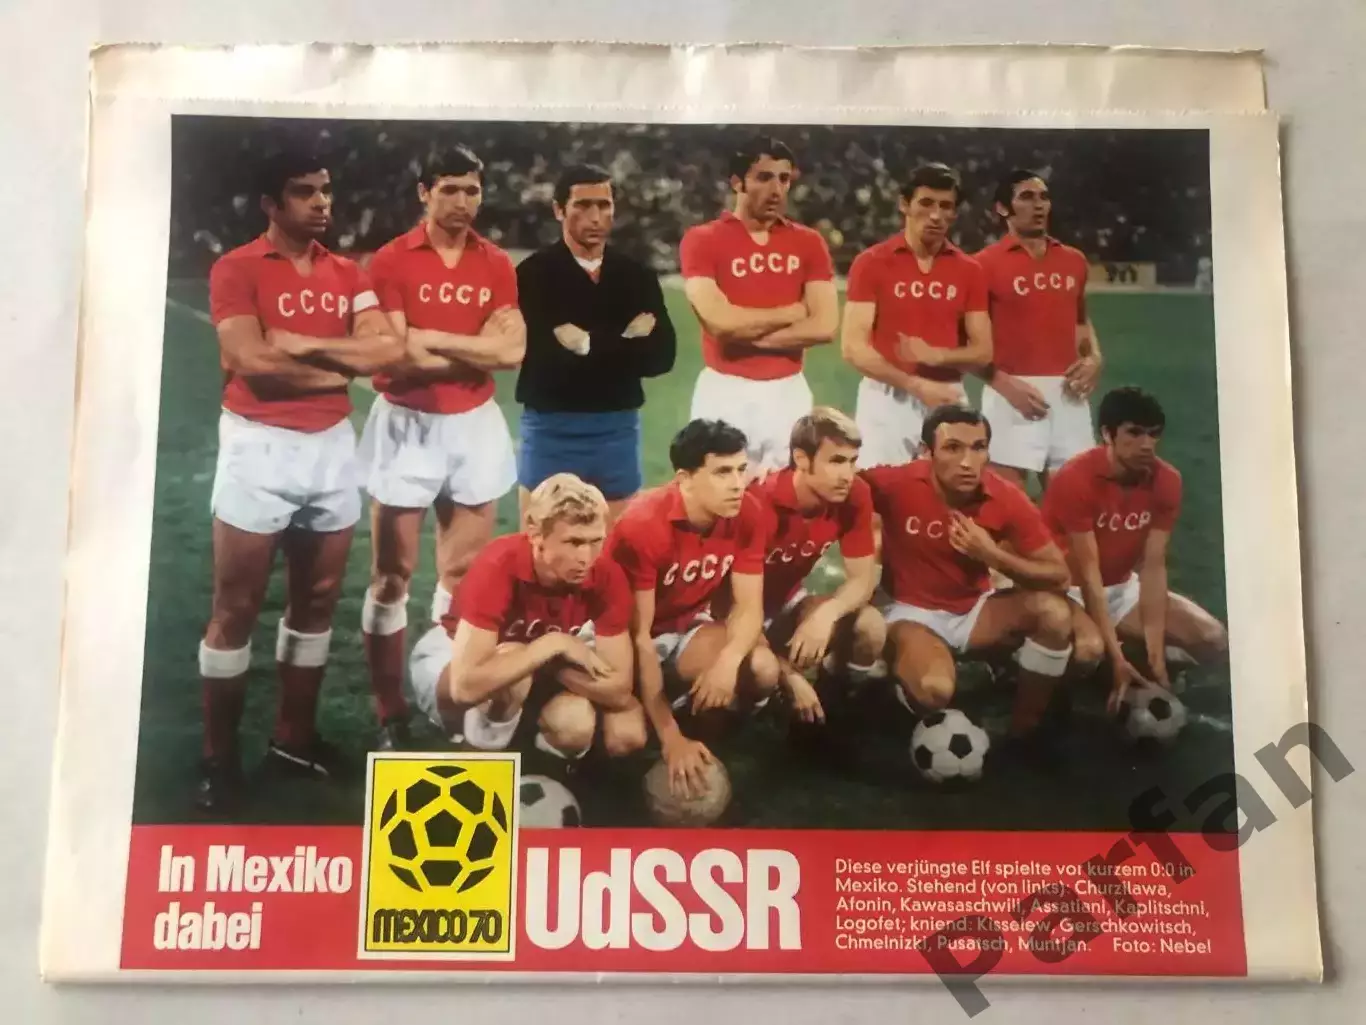 CCCP
CCCP
CCCP
CCCP
CCCP
CCCP
CCCP
CCCP
CCCP
In Mexiko
dabei
MEXICO 70
UdSSR
Diese verjüngte Elf spielte vor kurzem 0:0 in
Mexiko. Stehend (von links): Churzilawa,
Afonin, Kawasaschwili, Assatiani, Kaplitschni,
Logofet; kniend: Kisselew, Gerschkowitsch,
Chmelnizki, Pusatsch, Muntjan. Foto: Nebel
Parfan